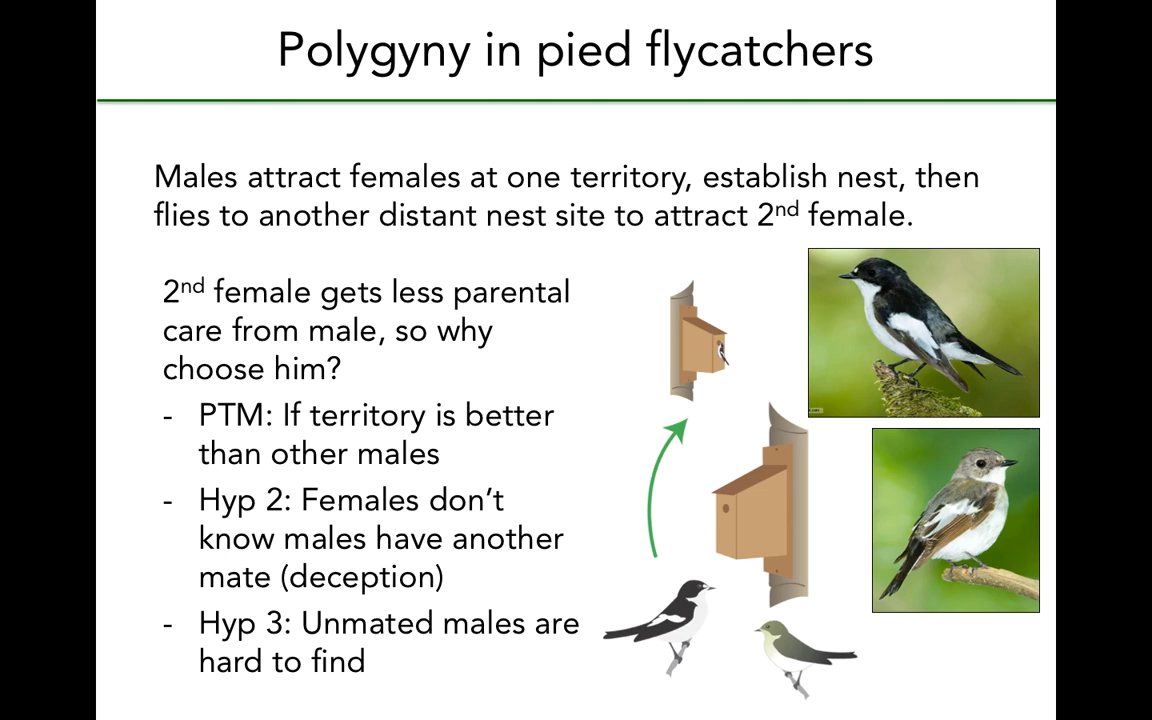 Polygyny in pied flycatchers
Males attract females at one territory, establish nest, then
flies to another distant nest site to attract 2nd female.
2nd female gets less parental
care from male, so why
choose him?
- PTM: If territory is better
than other males
- Hyp 2: Females don’t
know males have another
mate (deception)
- Hyp 3: Unmated males are
hard to find